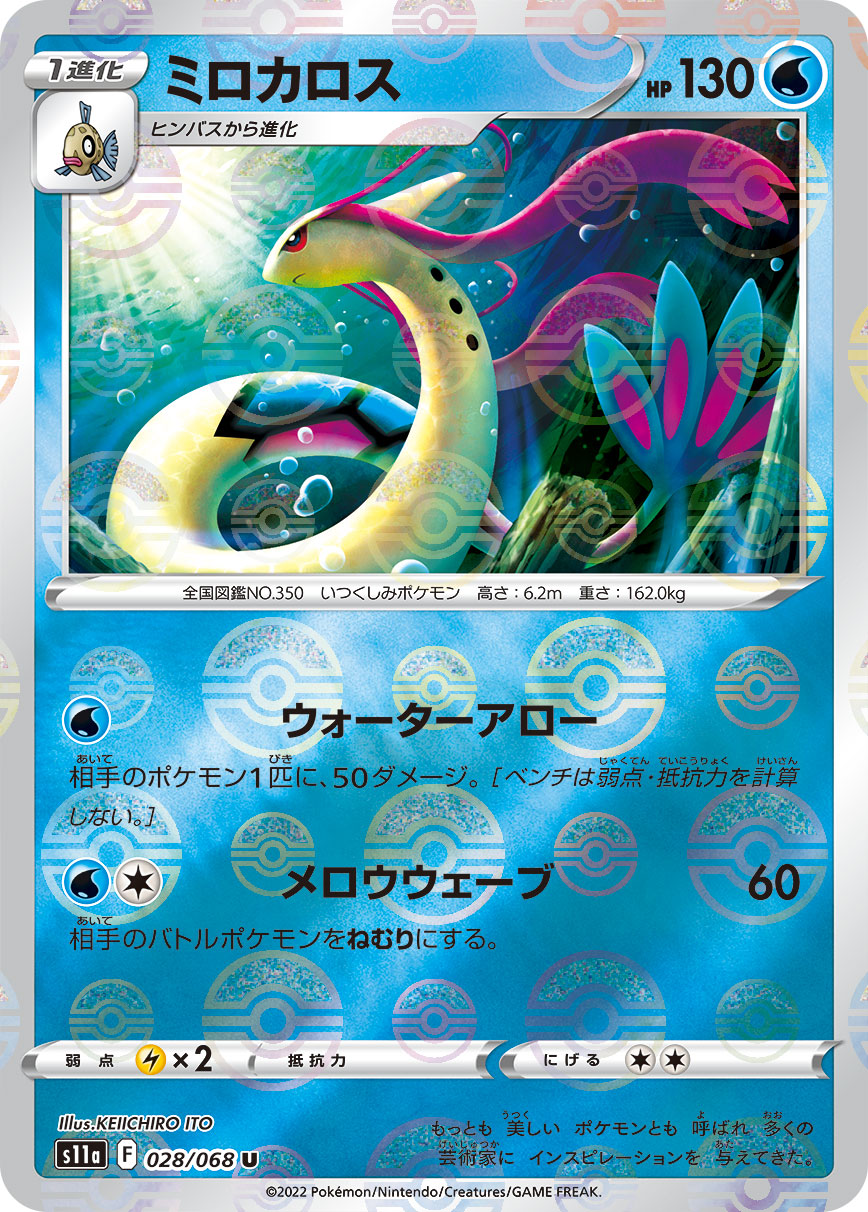 1進化
ミロカロス
HP 130
ヒンバスから進化
全国図鑑NO.350 いつくしみポケモン 高さ:6.2m 重さ:162.0kg
ウォーターアロー
あいて びき じゃくてん ていこうりょく けいさん
相手のポケモン1匹に、50ダメージ。[ベンチは弱点・抵抗力を計算
しない。]
メロウウェーブ 60
あいて
相手のバトルポケモンをねむりにする。
弱点 ×2 抵抗力 にげる
Illus.KEIICHIRO ITO
s11a F 028/068 U
うつく よ おお
もっとも 美しい ポケモンとも 呼ばれ 多くの
げいじゅつか あた
芸術家に インスピレーションを 与えてきた。
©2022 Pokémon/Nintendo/Creatures/GAME FREAK.